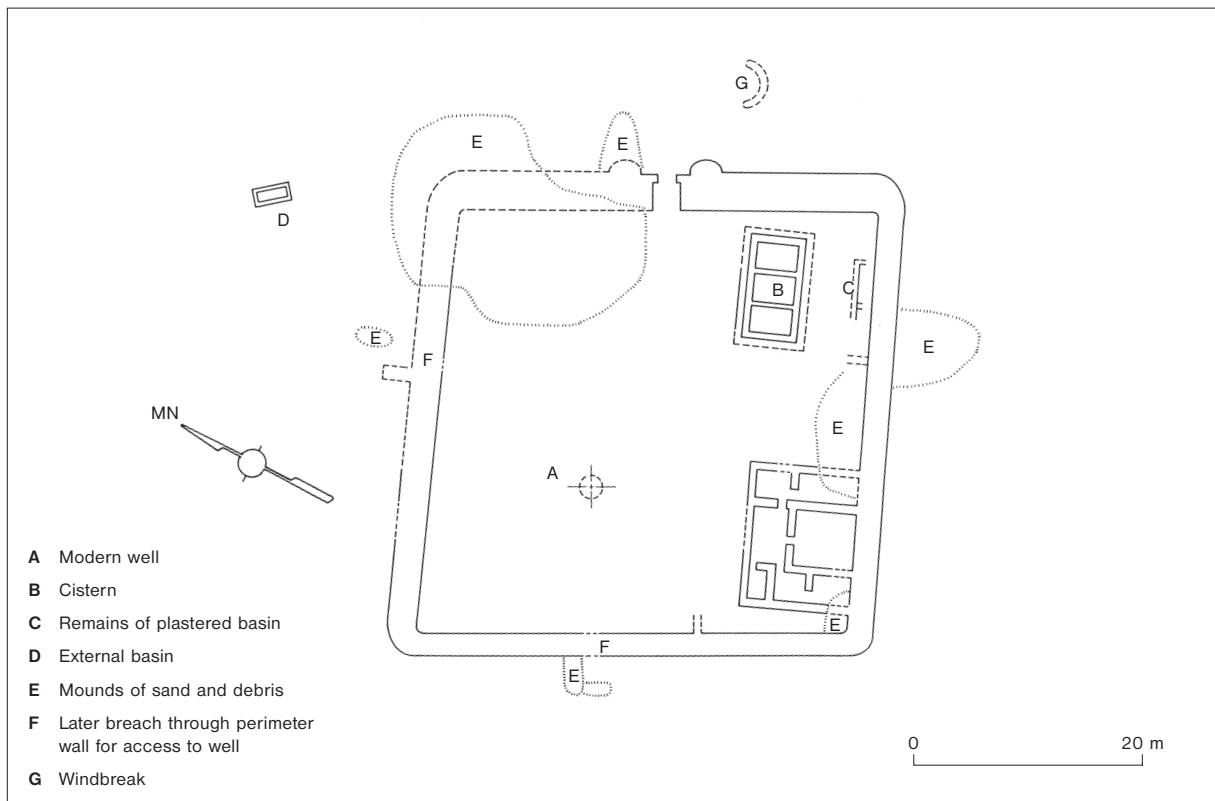 G
E
E
D
B
C
E
E
F
MN
E
A
E
F
E
A Modern well
B Cistern
C Remains of plastered basin
D External basin
E Mounds of sand and debris
F Later breach through perimeter
wall for access to well
G Windbreak
0 20 m
E